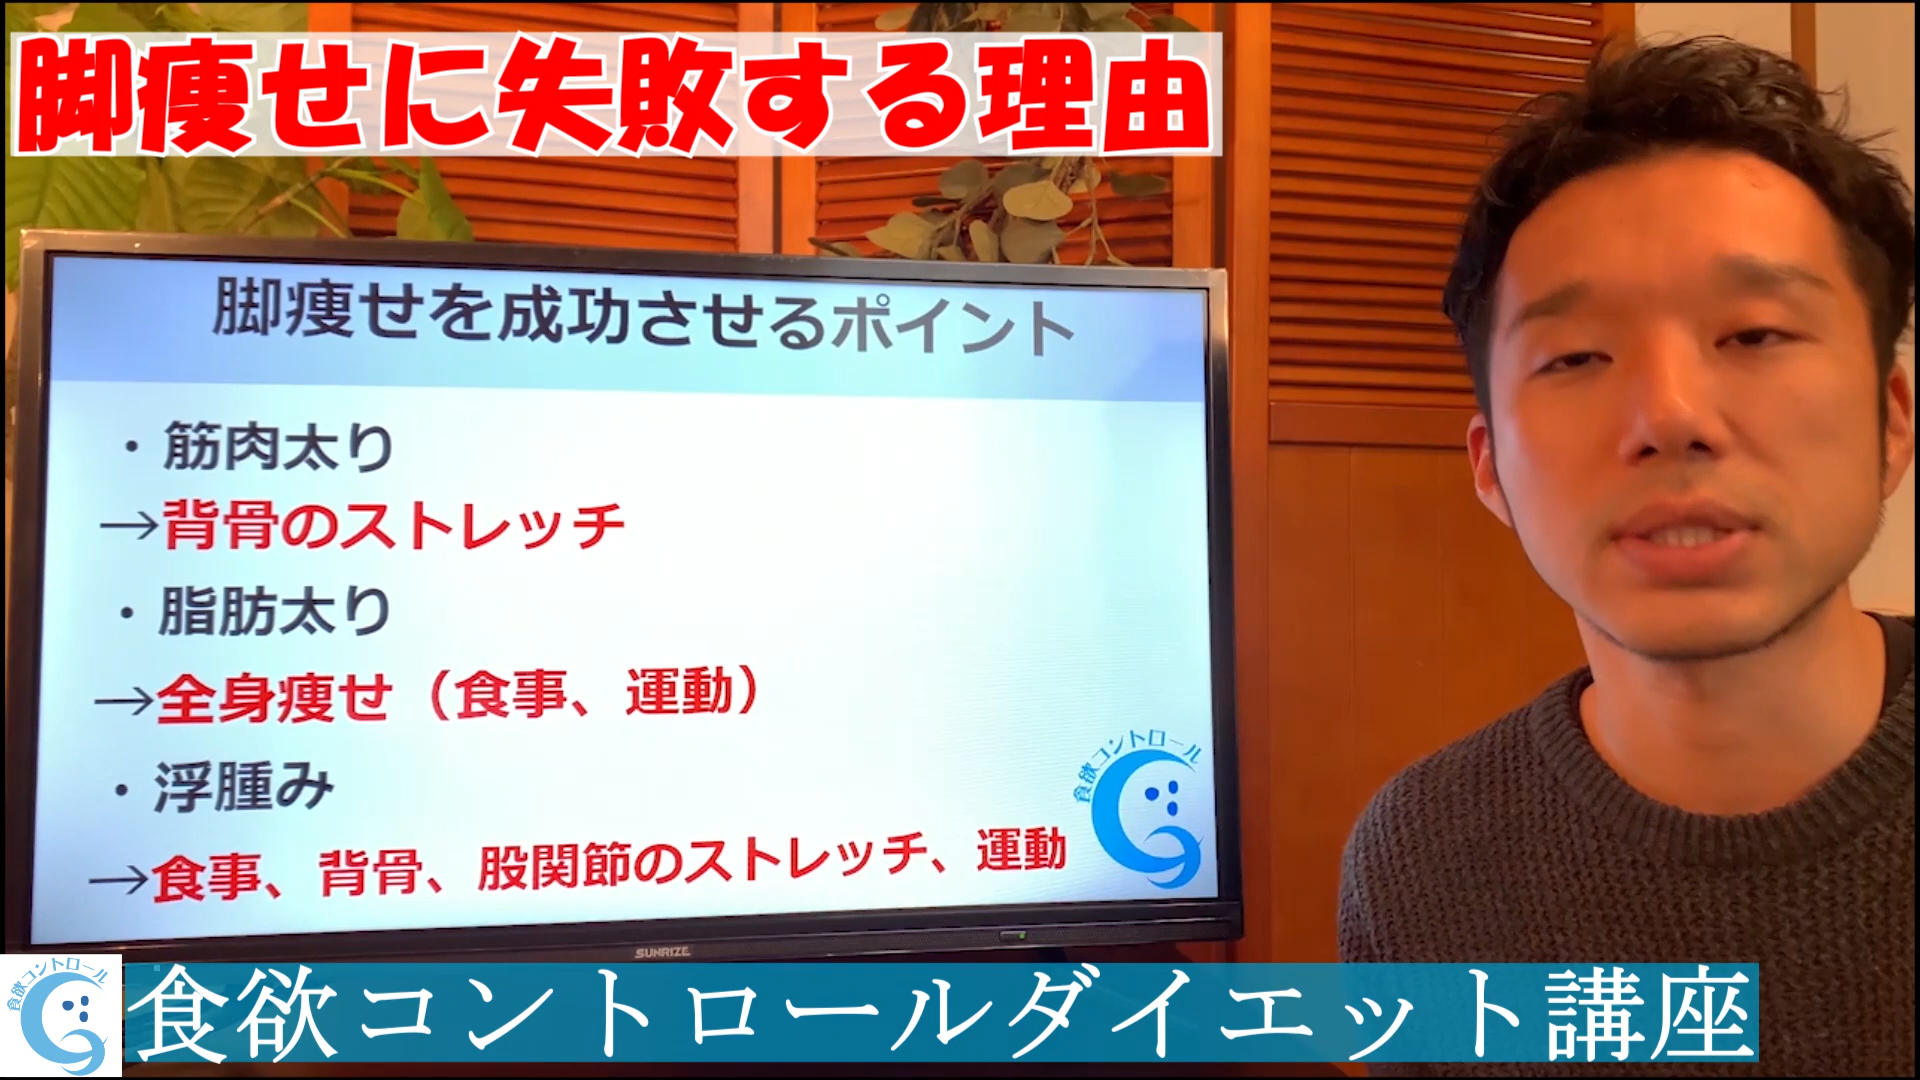 脚痩せに失敗する理由
脚痩せを成功させるポイント
・筋肉太り
→背骨のストレッチ
・脂肪太り
→全身痩せ（食事、運動）
・浮腫み
→食事、背骨、股関節のストレッチ、運動
食欲コントロール
SUNRIZE
食欲コントロール
食欲コントロールダイエット講座